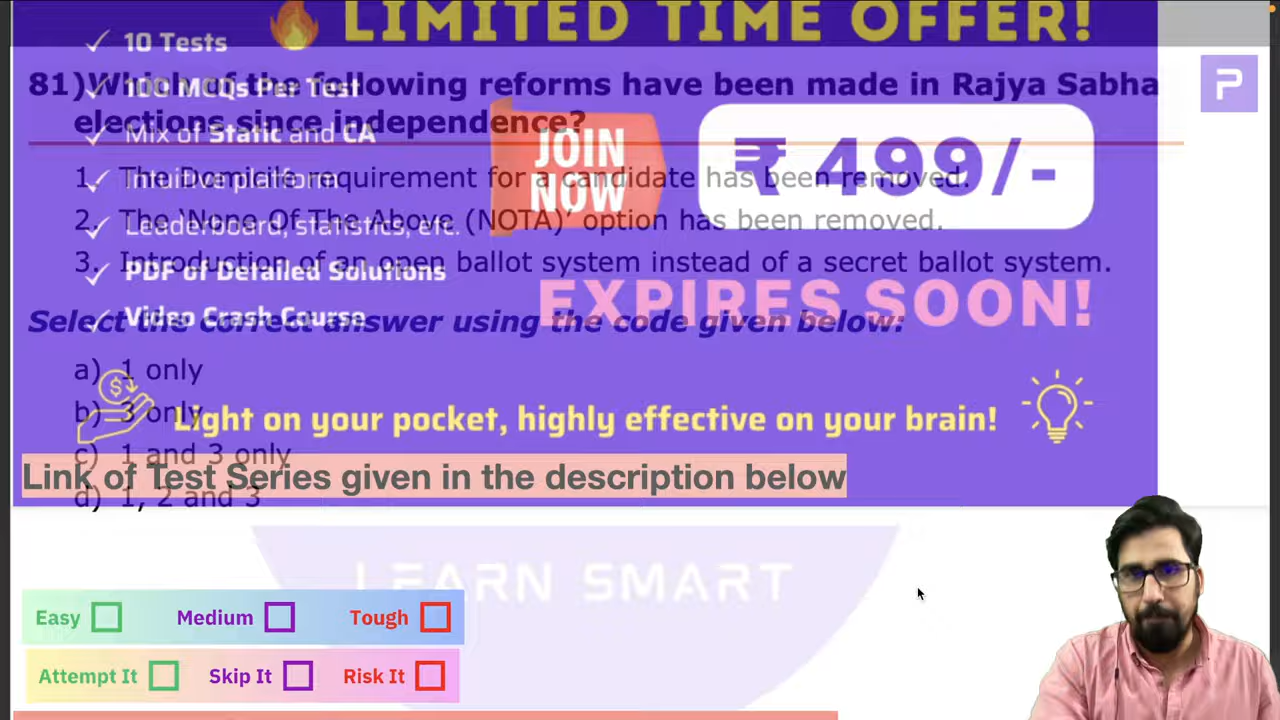 LIMITED TIME OFFER!
10 Tests
81)Which of the following reforms have been made in Rajya Sabha
100 MCQs Per Test
elections since independence?
Mix of Static and CA
JOIN
NOW
₹ 499/-
1. The Domicile requirement for a candidate has been removed.
Intuitive platform
2. The 'None Of The Above (NOTA)' option has been removed.
Leaderboard, statistics, etc.
3. Introduction of an open ballot system instead of a secret ballot system.
PDF of Detailed Solutions
EXPIRES SOON!
Select the correct answer using the code given below:
Video Crash Course
a) 1 only
b) 3 only
Light on your pocket, highly effective on your brain!
c) 1 and 3 only
Link of Test Series given in the description below
d) 1, 2 and 3
LEARN SMART
Easy Medium Tough
Attempt It Skip It Risk It
P